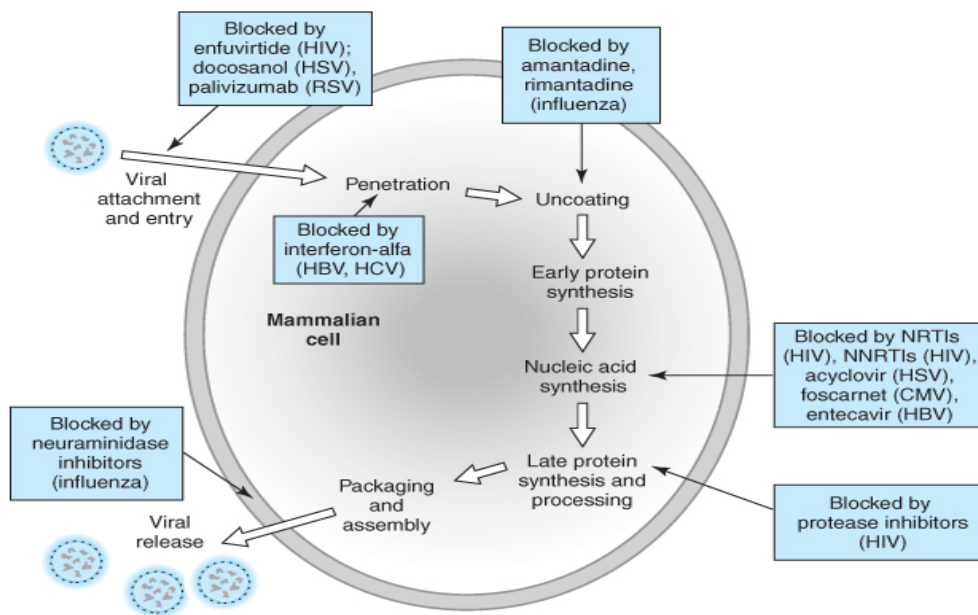 Blocked by
enfuvirtide (HIV);
docosanol (HSV),
palivizumab (RSV)
Blocked by
amantadine,
rimantadine
(influenza)
Viral
attachment
and entry
Penetration
Uncoating
Blocked by
interferon-alfa
(HBV, HCV)
Early protein
synthesis
Mammalian
cell
Nucleic acid
synthesis
Blocked by NRTIs
(HIV), NNRTIs (HIV),
acyclovir (HSV),
foscarnet (CMV),
entecavir (HBV)
Blocked by
neuraminidase
inhibitors
(influenza)
Late protein
synthesis and
processing
Packaging
and
assembly
Blocked by
protease inhibitors
(HIV)
Viral
release